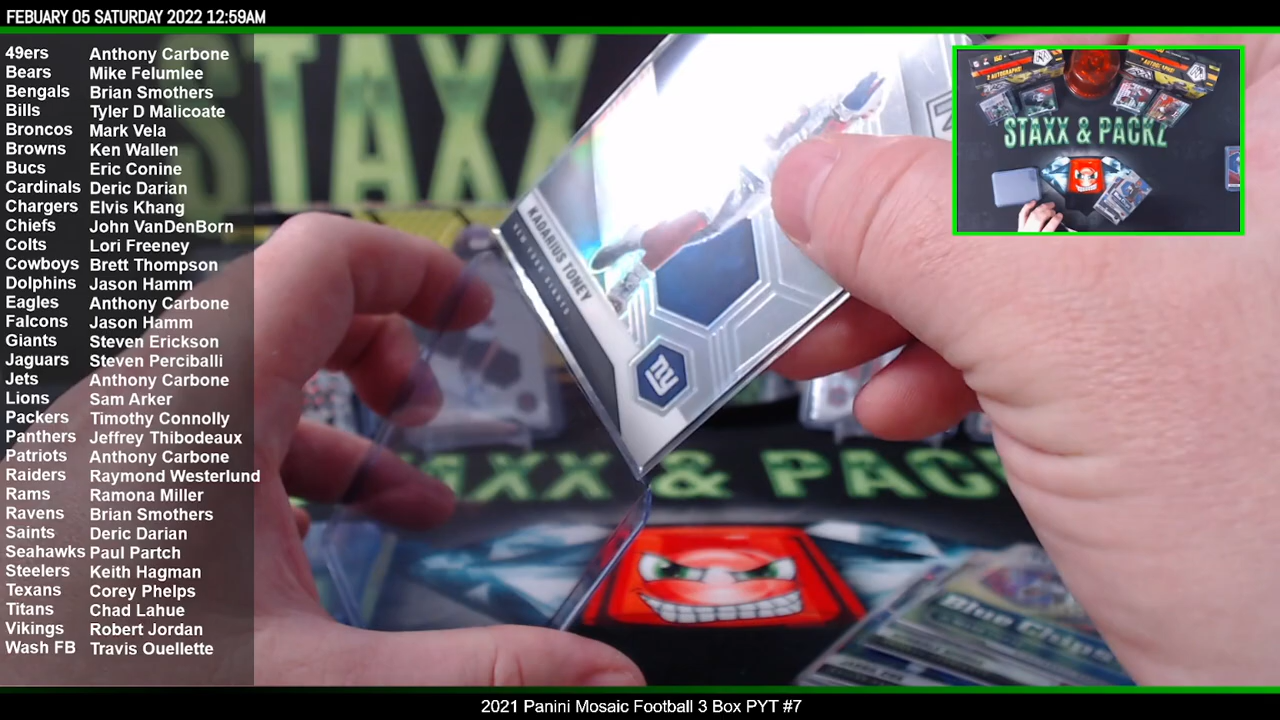 FEBUARY 05 SATURDAY 2022 12:59AM
49ers Anthony Carbone
Bears Mike Felumlee
Bengals Brian Smothers
Bills Tyler D Malicoate
Broncos Mark Vela
Browns Ken Wallen
Bucs Eric Conine
Cardinals Deric Darian
Chargers Elvis Khang
Chiefs John VanDenBorn
Colts Lori Freeney
Cowboys Brett Thompson
Dolphins Jason Hamm
Eagles Anthony Carbone
Falcons Jason Hamm
Giants Steven Erickson
Jaguars Steven Perciballi
Jets Anthony Carbone
Lions Sam Arker
Packers Timothy Connolly
Panthers Jeffrey Thibodeaux
Patriots Anthony Carbone
Raiders Raymond Westerlund
Rams Ramona Miller
Ravens Brian Smothers
Saints Deric Darian
Seahawks Paul Partch
Steelers Keith Hagman
Texans Corey Phelps
Titans Chad Lahue
Vikings Robert Jordan
Wash FB Travis Ouellette
STAXX
KADARIUS TONEY
NEW YORK GIANTS
NY
STAXX & PACKZ
Blue Chips
2 AUTOGRAPHS!
STAXX & PACKZ
2021 Panini Mosaic Football 3 Box PYT #7